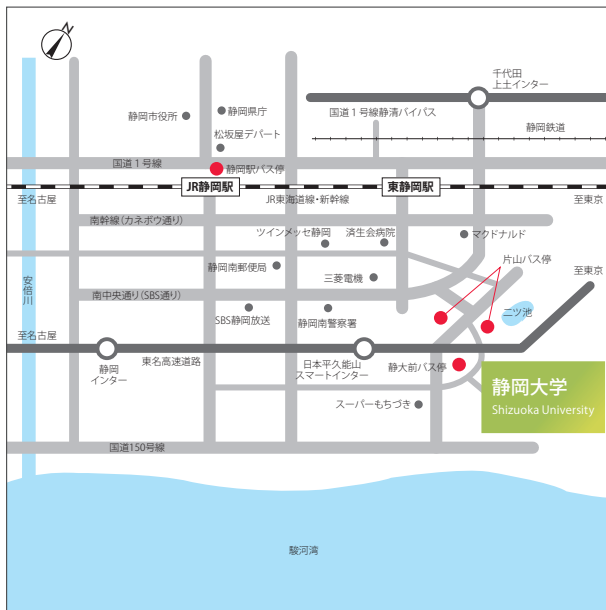 N
千代田
上土インター
静岡市役所
静岡県庁
国道1号線静清バイパス
静岡鉄道
松坂屋デパート
国道1号線
静岡駅バス停
JR静岡駅
東静岡駅
至名古屋
JR東海道線・新幹線
至東京
南幹線(カネボウ通り)
ツインメッセ静岡
済生会病院
マクドナルド
片山バス停
静岡南郵便局
三菱電機
至東京
安倍川
南中央通り(SBS通り)
SBS静岡放送
静岡南警察署
二ツ池
至名古屋
静岡
インター
東名高速道路
日本平久能山
スマートインター
静大前バス停
静岡大学
Shizuoka University
スーパーもちづき
国道150号線
駿河湾